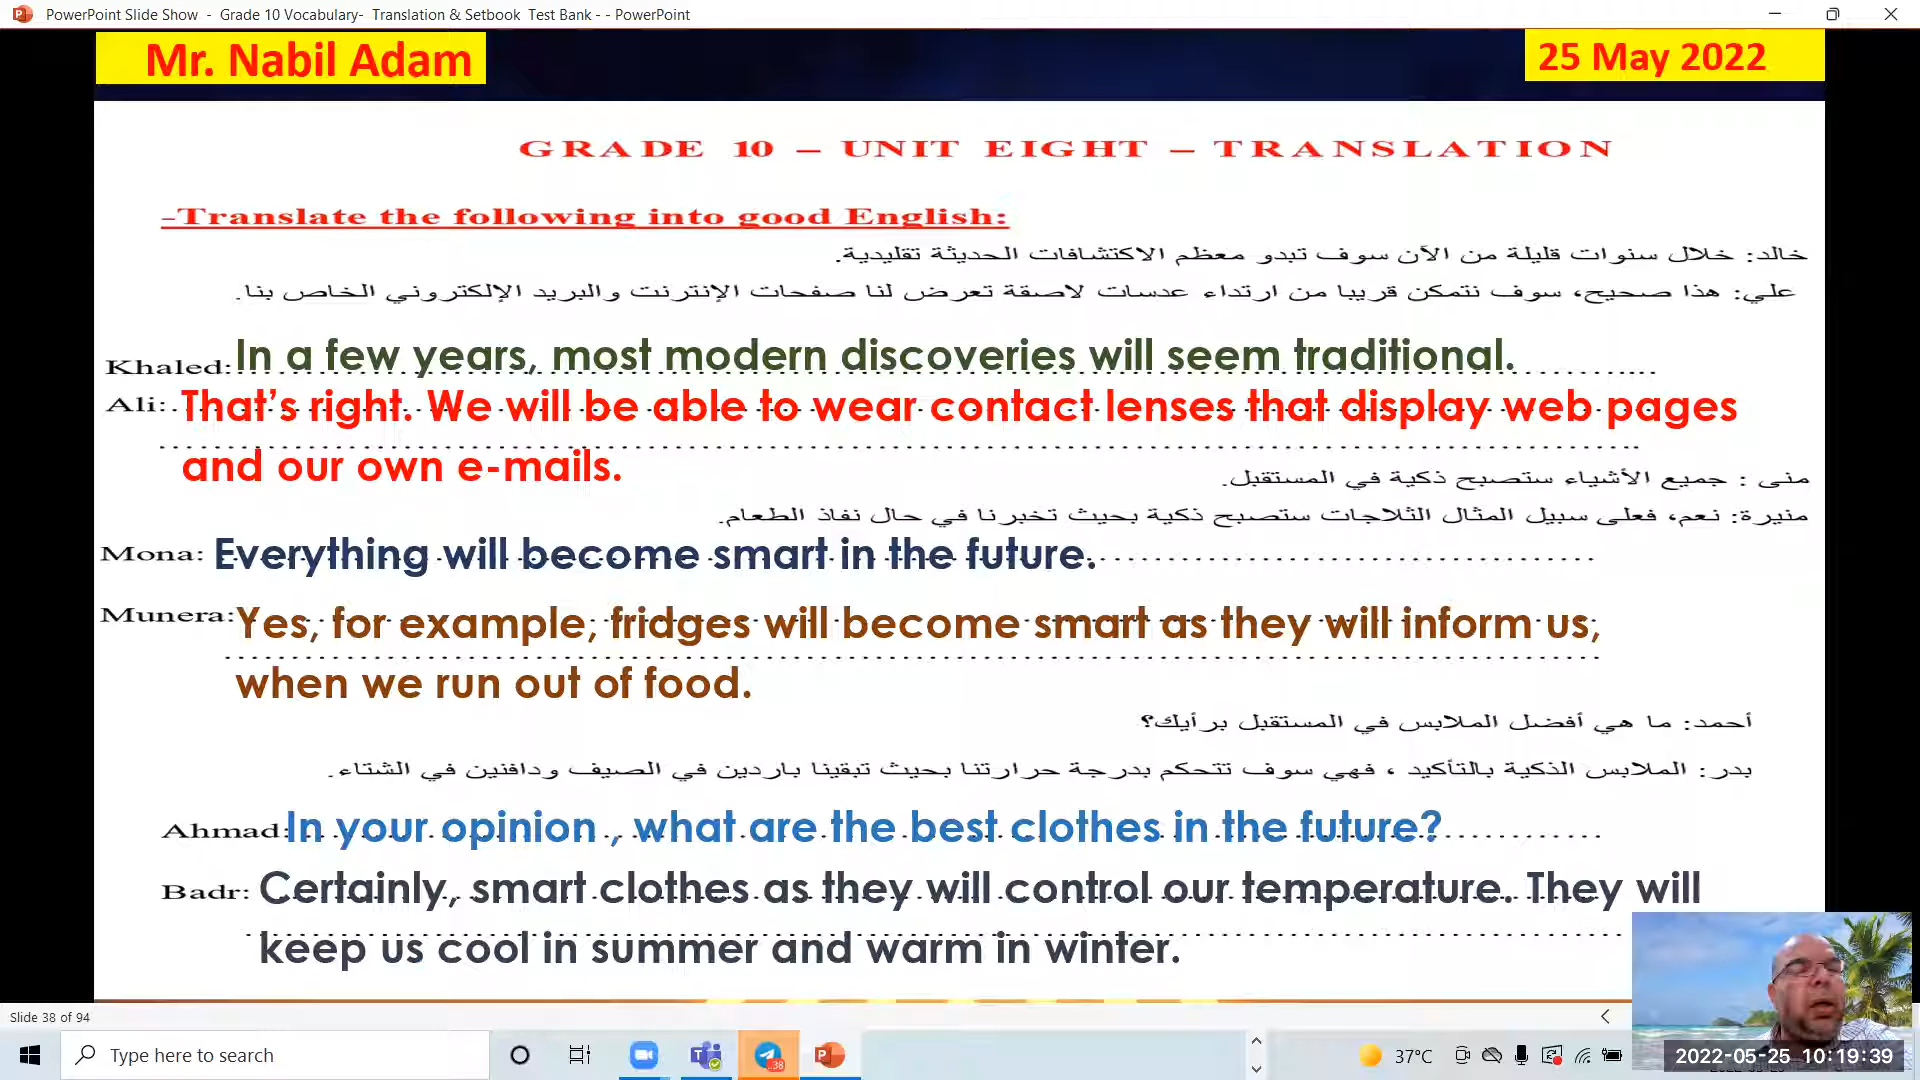 PowerPoint Slide Show - Grade 10 Vocabulary- Translation & Setbook Test Bank - - PowerPoint
Mr. Nabil Adam
25 May 2022
GRADE 10 – UNIT EIGHT – TRANSLATION
-Translate the following into good English:
خالد: خلال سنوات قليلة من الآن سوف تبدو معظم الاكتشافات الحديثة تقليدية.
علي: هذا صحيح، سوف نتمكن قريبا من ارتداء عدسات لاصقة تعرض لنا صفحات الإنترنت والبريد الإلكتروني الخاص بنا.
Khaled: In a few years, most modern discoveries will seem traditional.
Ali: That's right. We will be able to wear contact lenses that display web pages
and our own e-mails.
منى : جميع الأشياء ستصبح ذكية في المستقبل.
منيرة: نعم، فعلى سبيل المثال الثلاجات ستصبح ذكية بحيث تخبرنا في حال نفاذ الطعام.
Mona: Everything will become smart in the future.
Munera: Yes, for example, fridges will become smart as they will inform us,
when we run out of food.
أحمد: ما هي أفضل الملابس في المستقبل برأيك؟
بدر: الملابس الذكية بالتأكيد ، فهي سوف تتحكم بدرجة حرارتنا بحيث تبقينا باردين في الصيف ودافئين في الشتاء.
Ahmad: In your opinion , what are the best clothes in the future?
Badr: Certainly, smart clothes as they will control our temperature. They will
keep us cool in summer and warm in winter.
Slide 38 of 94
Type here to search
37°C
2022-05-25 10:19:39